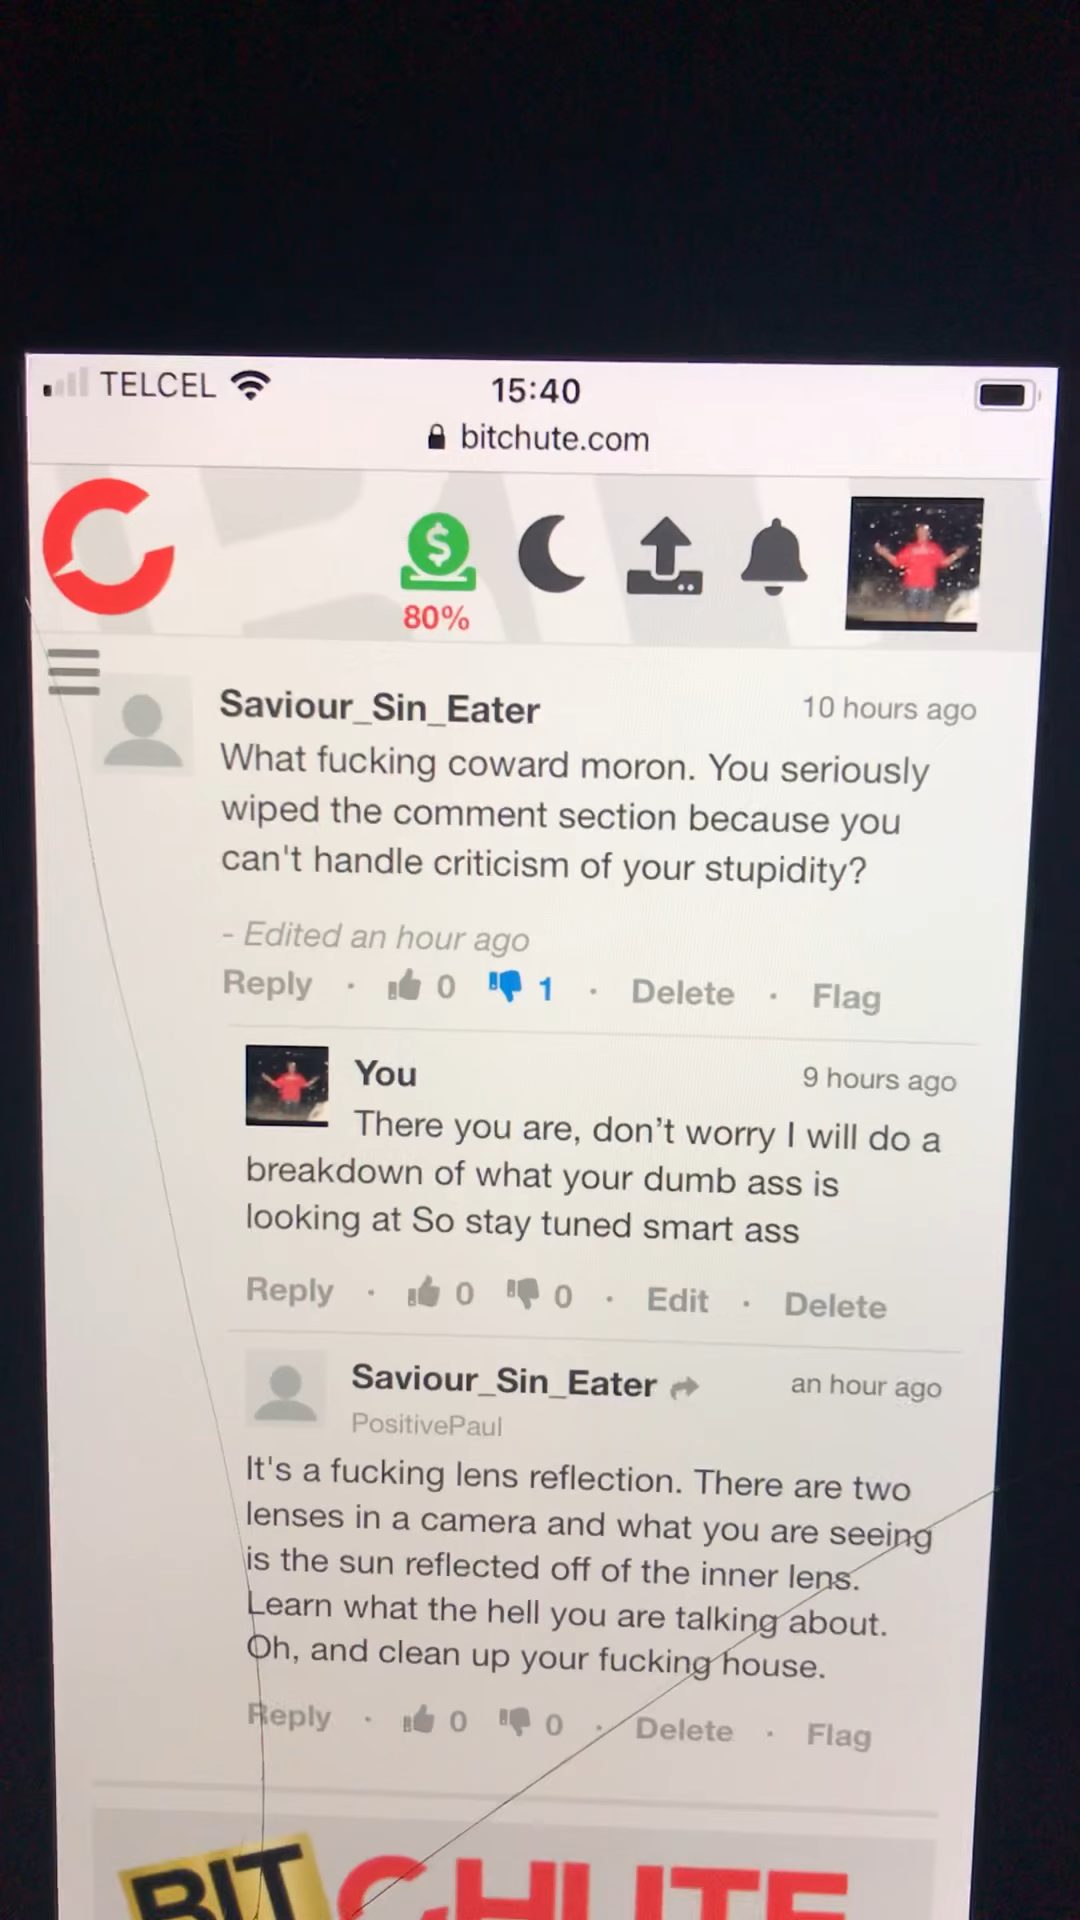 TELCEL 15:40
bitchute.com
$
80%
Saviour_Sin_Eater 10 hours ago
What fucking coward moron. You seriously
wiped the comment section because you
can't handle criticism of your stupidity?
- Edited an hour ago
Reply · 0 1 · Delete · Flag
You 9 hours ago
There you are, don’t worry I will do a
breakdown of what your dumb ass is
looking at So stay tuned smart ass
Reply · 0 0 · Edit · Delete
Saviour_Sin_Eater an hour ago
PositivePaul
It's a fucking lens reflection. There are two
lenses in a camera and what you are seeing
is the sun reflected off of the inner lens.
Learn what the hell you are talking about.
Oh, and clean up your fucking house.
Reply · 0 0 · Delete · Flag
BITCHUTE